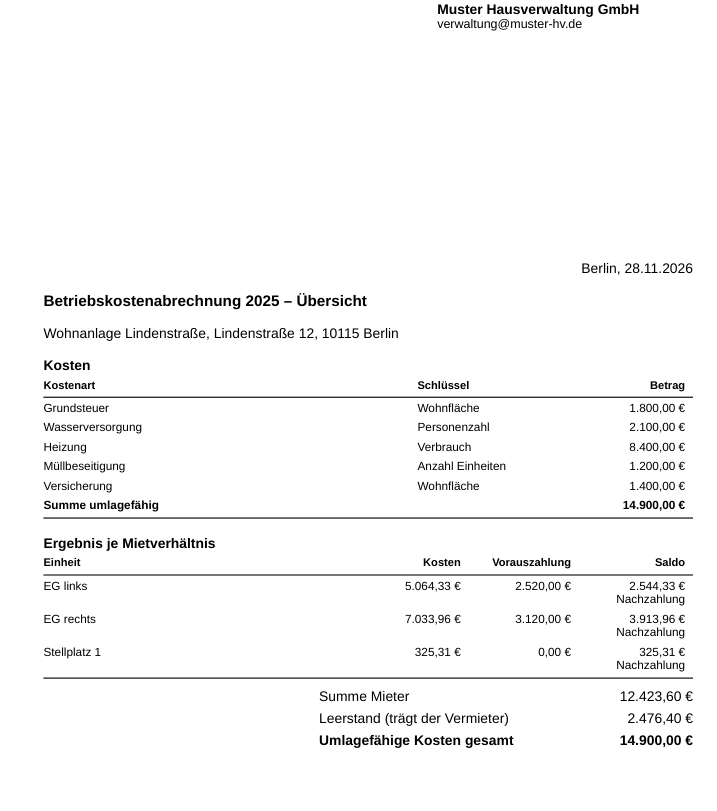 Muster Hausverwaltung GmbH
verwaltung@muster-hv.de
Berlin, 28.11.2026
Betriebskostenabrechnung 2025 – Übersicht
Wohnanlage Lindenstraße, Lindenstraße 12, 10115 Berlin
Kosten
Kostenart Schlüssel Betrag
Grundsteuer Wohnfläche 1.800,00 €
Wasserversorgung Personenzahl 2.100,00 €
Heizung Verbrauch 8.400,00 €
Müllbeseitigung Anzahl Einheiten 1.200,00 €
Versicherung Wohnfläche 1.400,00 €
Summe umlagefähig 14.900,00 €
Ergebnis je Mietverhältnis
Einheit Kosten Vorauszahlung Saldo
EG links 5.064,33 € 2.520,00 € 2.544,33 €
Nachzahlung
EG rechts 7.033,96 € 3.120,00 € 3.913,96 €
Nachzahlung
Stellplatz 1 325,31 € 0,00 € 325,31 €
Nachzahlung
Summe Mieter 12.423,60 €
Leerstand (trägt der Vermieter) 2.476,40 €
Umlagefähige Kosten gesamt 14.900,00 €